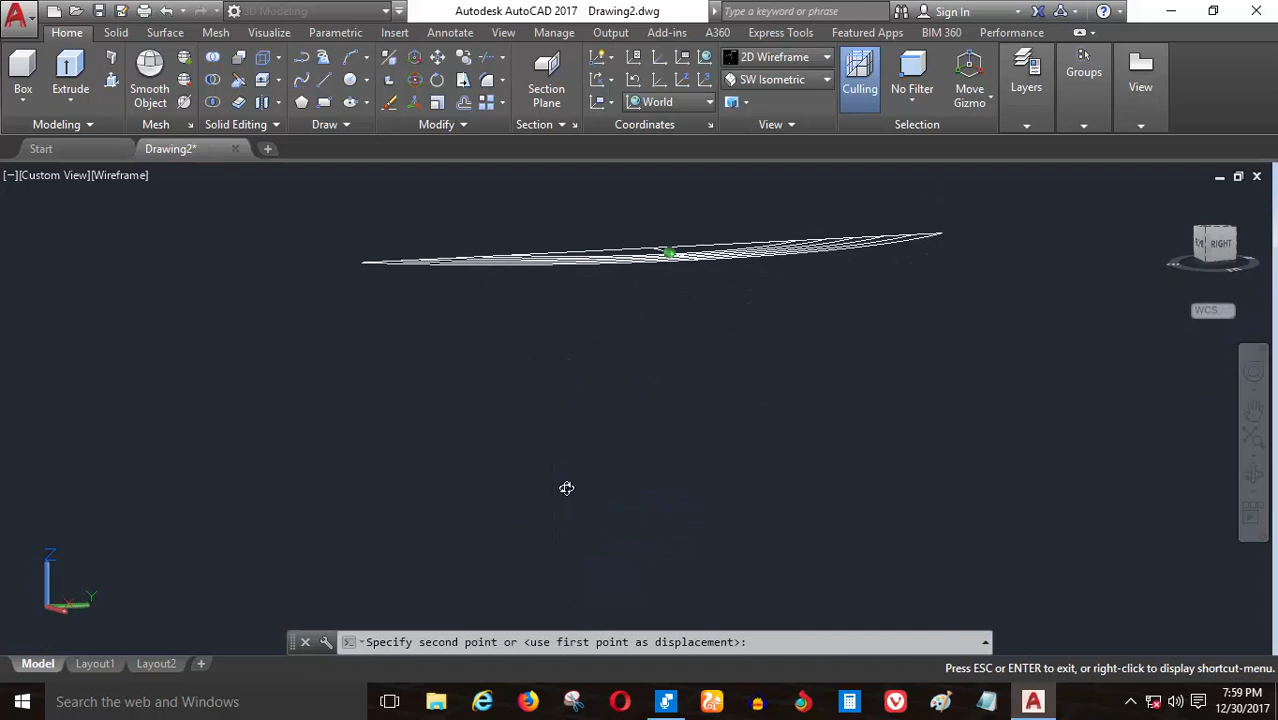 3D Modeling
Autodesk AutoCAD 2017 Drawing2.dwg
Type a keyword or phrase
Sign In
Home Solid Surface Mesh Visualize Parametric Insert Annotate View Manage Output Add-ins A360 Express Tools Featured Apps BIM 360 Performance
Box
Extrude
Smooth
Object
Section
Plane
World
2D Wireframe
SW Isometric
Culling
No Filter
Move
Gizmo
Layers
Groups
View
Modeling Mesh Solid Editing Draw Modify Section Coordinates View Selection
Start Drawing2*
[−][Custom View][Wireframe]
RIGHT
WCS
Z
X Y
Specify second point or <use first point as displacement>:
Model Layout1 Layout2
Press ESC or ENTER to exit, or right-click to display shortcut-menu.
Search the web and Windows
7:59 PM
12/30/2017